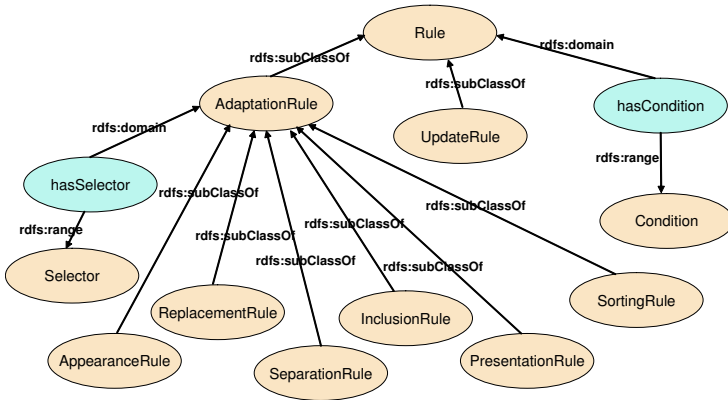 Rule
rdfs:domain
rdfs:subClassOf
rdfs:subClassOf
AdaptationRule
hasCondition
UpdateRule
rdfs:domain
rdfs:range
hasSelector
rdfs:subClassOf
rdfs:subClassOf
Condition
rdfs:subClassOf
rdfs:range
rdfs:subClassOf
rdfs:subClassOf
rdfs:subClassOf
Selector
SortingRule
ReplacementRule
InclusionRule
AppearanceRule
SeparationRule
PresentationRule